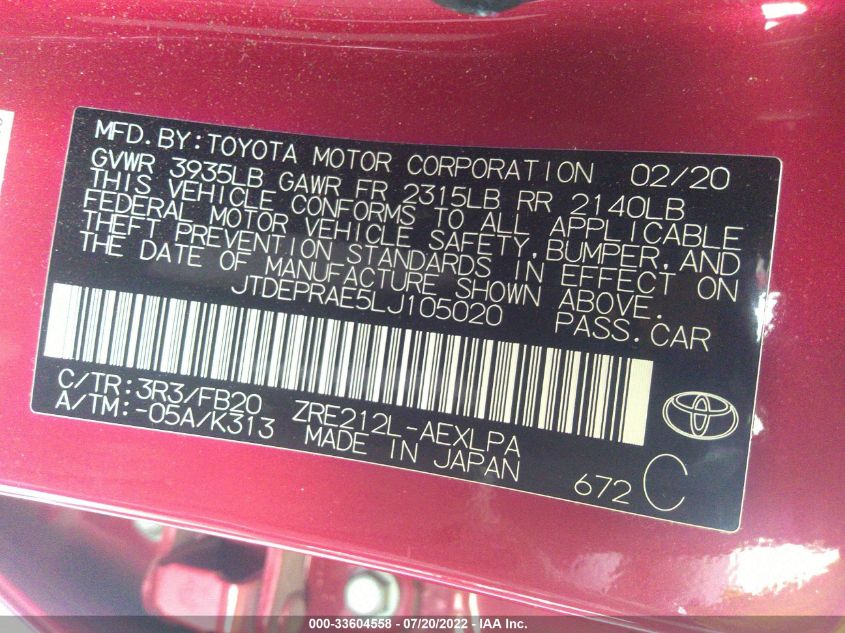 MFD.BY:TOYOTA MOTOR CORPORATION 02/20
GVWR 3935LB GAWR FR 2315LB RR 2140LB
THIS VEHICLE CONFORMS TO ALL APPLICABLE
FEDERAL MOTOR VEHICLE SAFETY,BUMPER,AND
THEFT PREVENTION STANDARDS IN EFFECT ON
THE DATE OF MANUFACTURE SHOWN ABOVE.
JTDEPRAE5LJ105020 PASS.CAR
C/TR:3R3/FB20 ZRE212L-AEXLPA
A/TM:-05A/K313 MADE IN JAPAN
672 C
000-33604558 - 07/20/2022 - IAA Inc.